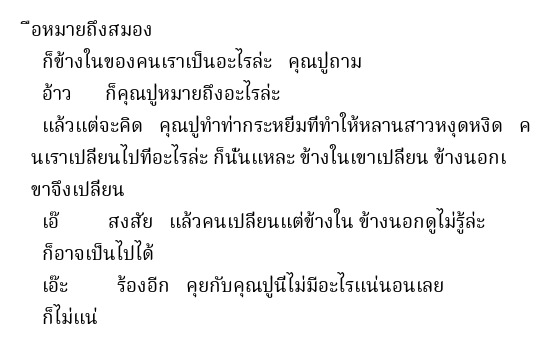 ือหมายถึงสมอง
ก็ข้างในของคนเราเป็นอะไรล่ะ คุณปูถาม
อ้าว ก็คุณปูหมายถึงอะไรล่ะ
แล้วแต่จะคิด คุณปูทำท่ากระหยิ่มที่ทำให้หลานสาวหงุดหงิด ค
นเราเปลี่ยนไปที่อะไรล่ะ ก็นั่นแหละ ข้างในเขาเปลี่ยน ข้างนอกเ
ขาจึงเปลี่ยน
เอ๊ สงสัย แล้วคนเปลี่ยนแต่ข้างใน ข้างนอกดูไม่รู้ล่ะ
ก็อาจเป็นไปได้
เอ๊ะ ร้องอีก คุยกับคุณปูนี่ไม่มีอะไรแน่นอนเลย
ก็ไม่แน่